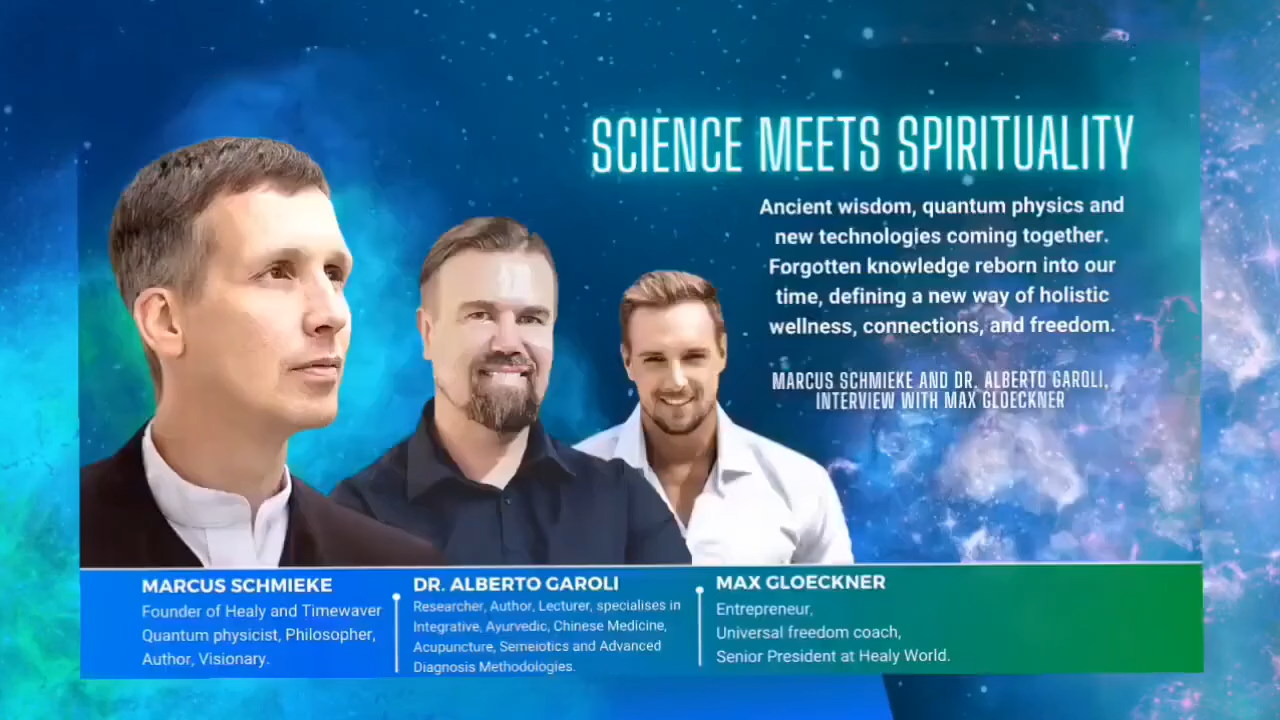 SCIENCE MEETS SPIRITUALITY
Ancient wisdom, quantum physics and
new technologies coming together.
Forgotten knowledge reborn into our
time, defining a new way of holistic
wellness, connections, and freedom.
MARCUS SCHMIEKE AND DR. ALBERTO GAROLI,
INTERVIEW WITH MAX GLOECKNER
MARCUS SCHMIEKE
Founder of Healy and Timewaver
Quantum physicist, Philosopher,
Author, Visionary.
DR. ALBERTO GAROLI
Researcher, Author, Lecturer, specialises in
Integrative, Ayurvedic, Chinese Medicine,
Acupuncture, Semeiotics and Advanced
Diagnosis Methodologies.
MAX GLOECKNER
Entrepreneur,
Universal freedom coach,
Senior President at Healy World.